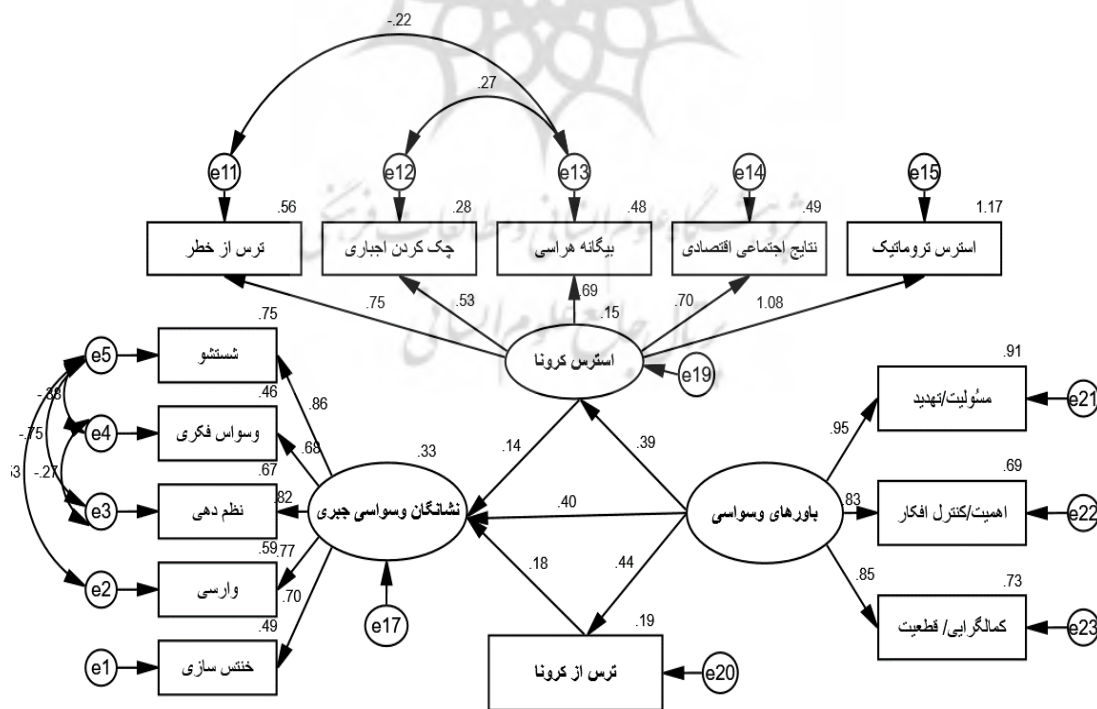 -.22
.27
e11
e12
e13
e14
e15
.56
.28
.48
.49
1.17
ترس از خطر
چک کردن اجباری
بیگانه هراسی
نتایج اجتماعی اقتصادی
استرس تروماتیک
.75
.53
.69
.70
1.08
.15
استرس کرونا
e19
.75
e5
شستشو
.86
-.38
.46
e4
وسواس فکری
.68
-.75
-.27
.67
e3
نظم دهی
.82
.59
e2
وارسی
.77
.49
e1
خنثی سازی
.70
.33
نشانگان وسواسی جبری
e17
.14
.39
.40
.18
.44
باورهای وسواسی
.19
ترس از کرونا
e20
.91
مسُولیت/تهدید
e21
.95
.69
اهمیت/کنترل افکار
e22
.83
.73
کمالگرایی/ قطعیت
e23
.85